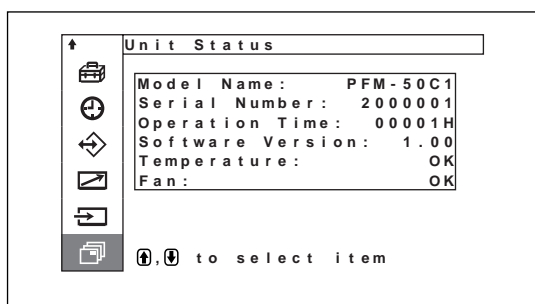 Unit Status
Model Name: PFM-50C1
Serial Number: 2000001
Operation Time: 00001H
Software Version: 1.00
Temperature: OK
Fan: OK
, to select item